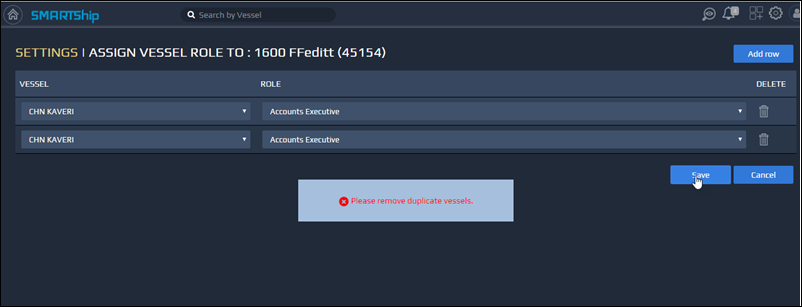 SMARTShip
Search by Vessel
SETTINGS | ASSIGN VESSEL ROLE TO : 1600 FFeditt (45154)
Add row
VESSEL ROLE DELETE
CHN KAVERI Accounts Executive
CHN KAVERI Accounts Executive
Save Cancel
Please remove duplicate vessels.